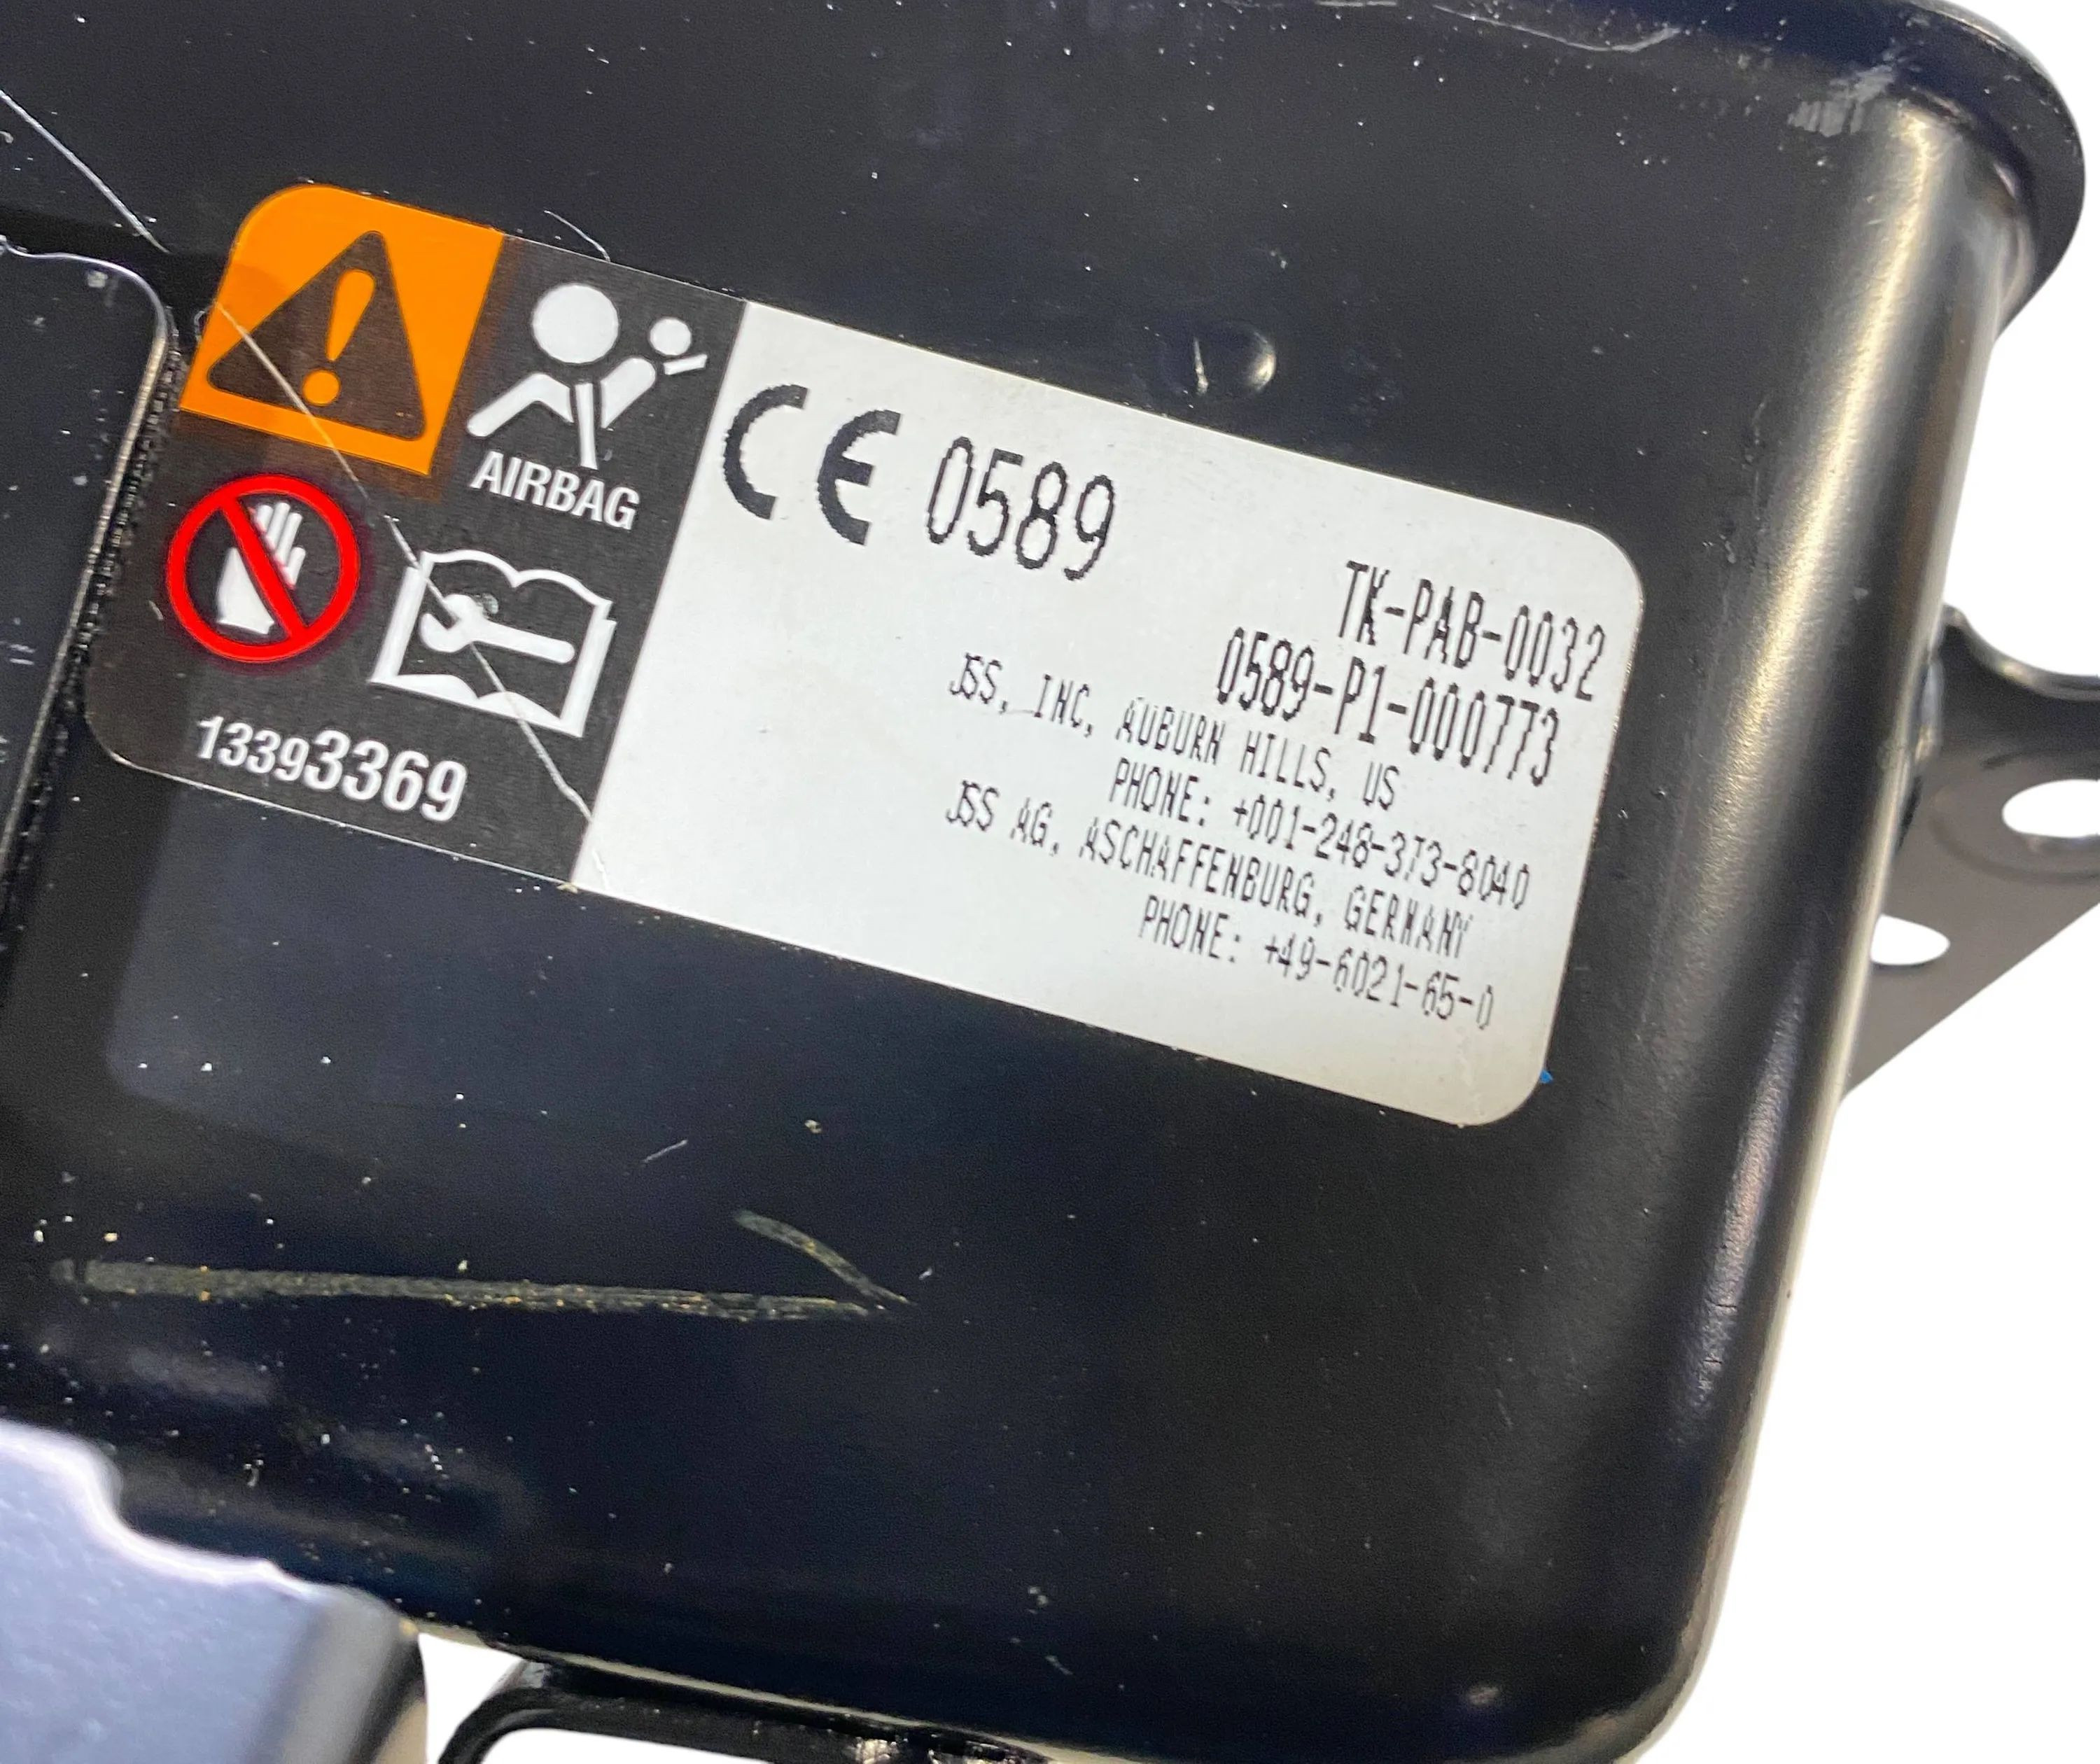 AIRBAG
13393369
CE 0589
TK-PAB-0032
0589-P1-000773
JSS, INC, AUBURN HILLS, US
PHONE: +001-248-373-8040
JSS AG, ASCHAFFENBURG, GERMANY
PHONE: +49-6021-65-0